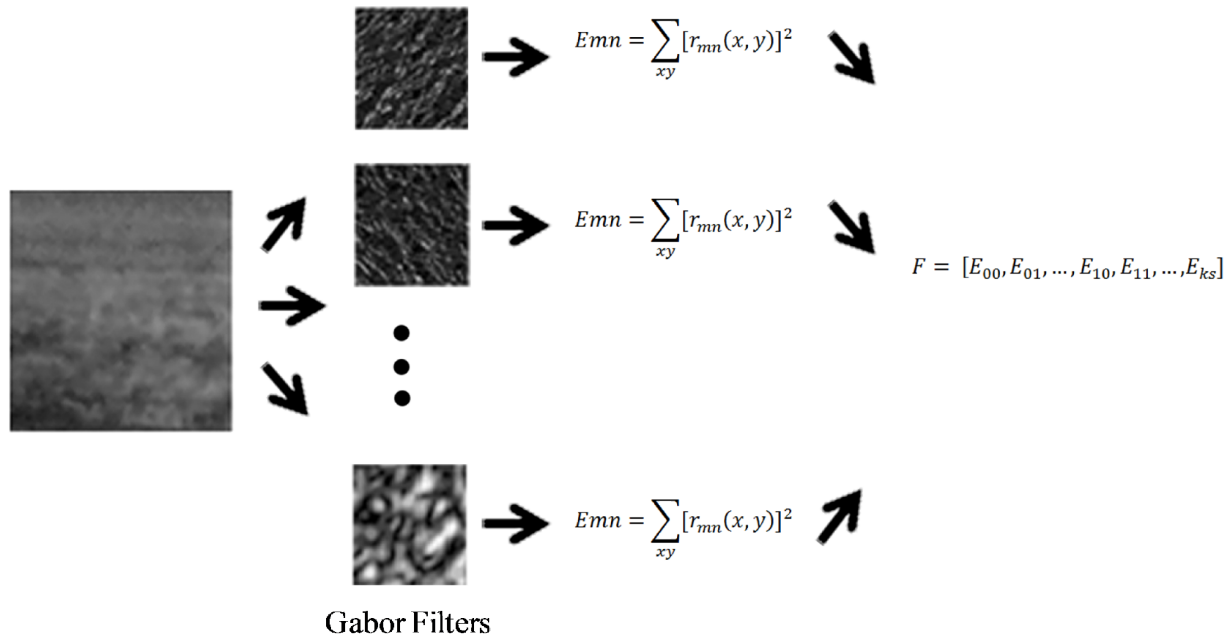 Emn = ∑xy[rmn(x, y)]²
Emn = ∑xy[rmn(x, y)]²
F = [E00, E01, ..., E10, E11, ...,Eks]
Emn = ∑xy[rmn(x, y)]²
Gabor Filters